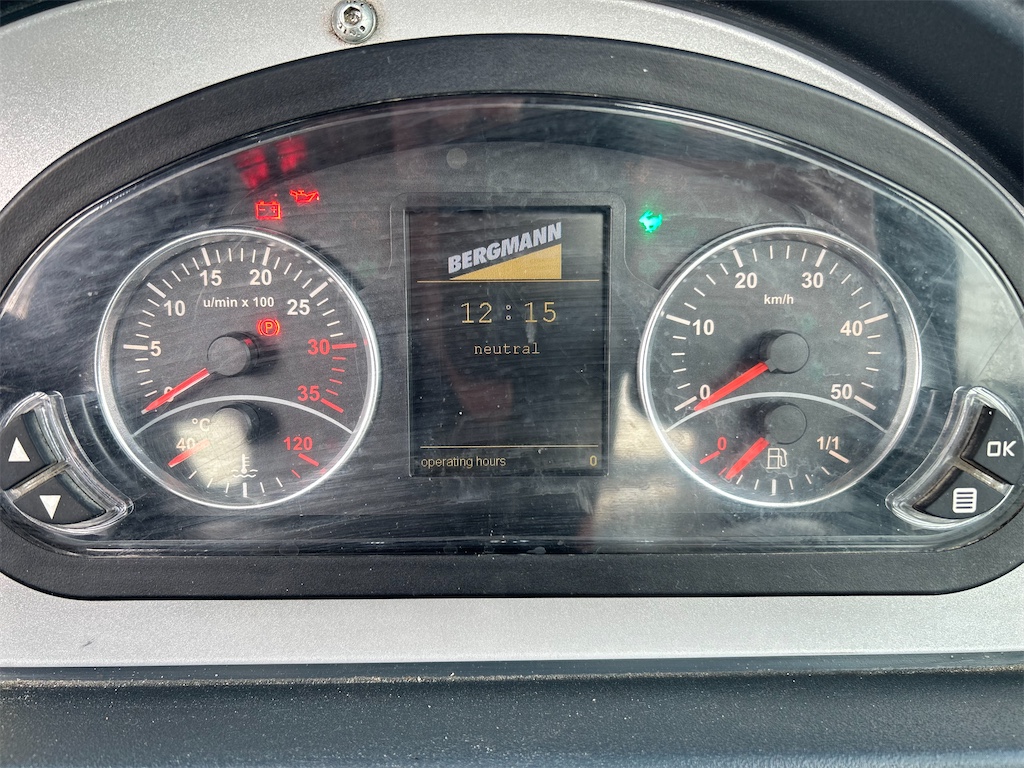 BERGMANN
12:15
neutral
operating hours 0
0 5 10 15 20 25 30 35
u/min x 100
P
°C
40 120
0 10 20 30 40 50
km/h
0 1/1
OK